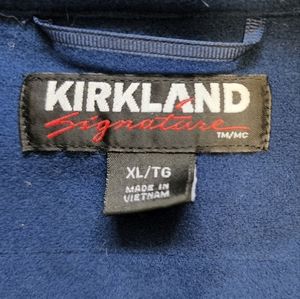 KIRKLAND
Signature
TM/MC
XL/TG
MADE IN
VIETNAM